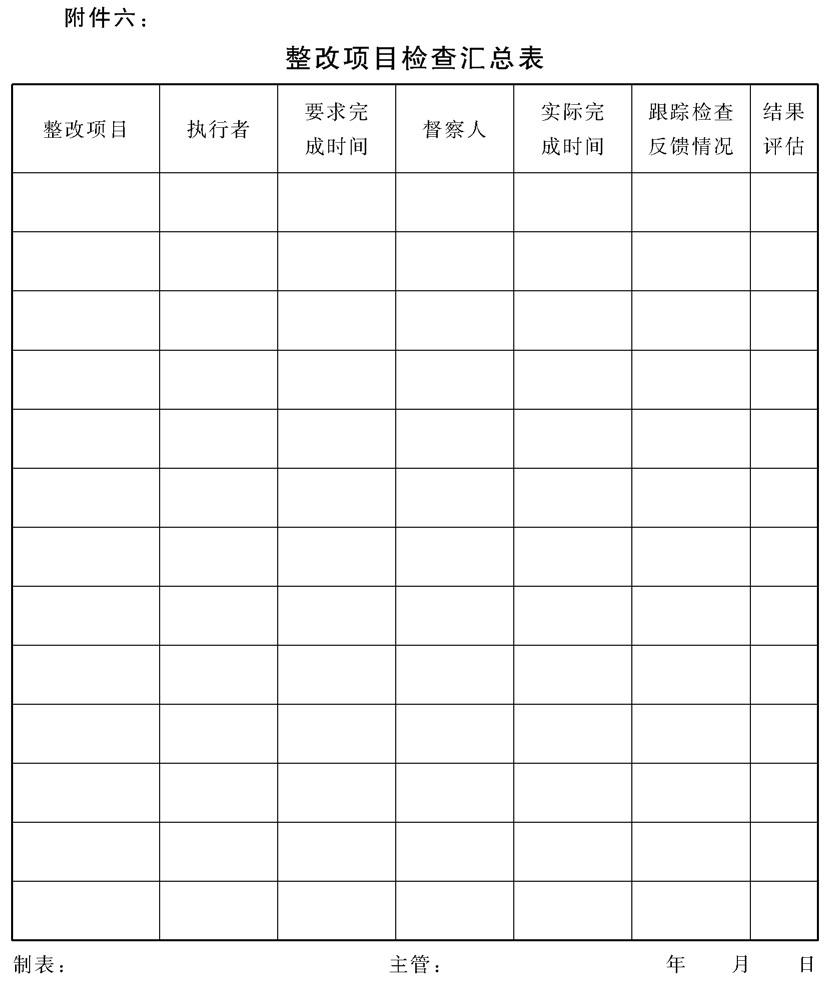 附件六：
整改项目检查汇总表
整改项目
执行者
要求完
成时间
督察人
实际完
成时间
跟踪检查
反馈情况
结果
评估
制表： 主管： 年 月 日